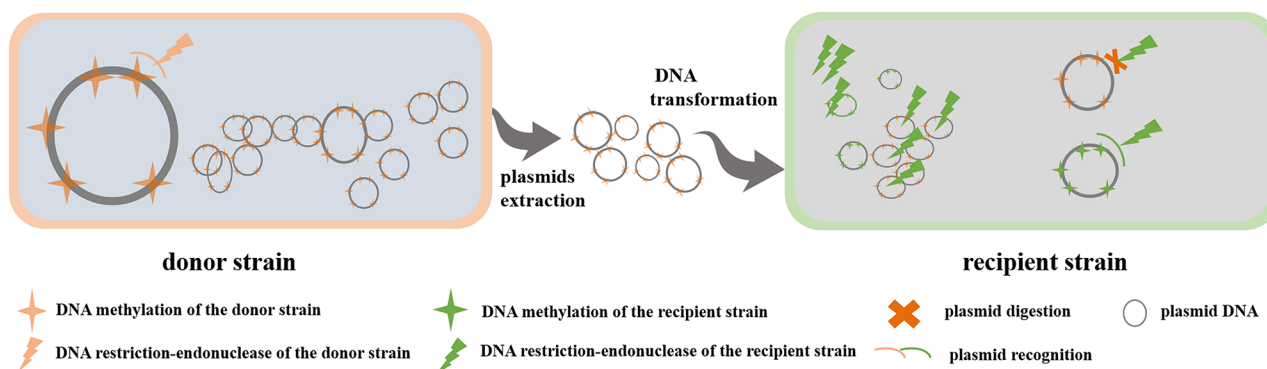 DNA
transformation
plasmids
extraction
donor strain
recipient strain
DNA methylation of the donor strain
DNA methylation of the recipient strain
plasmid digestion
plasmid DNA
DNA restriction-endonuclease of the donor strain
DNA restriction-endonuclease of the recipient strain
plasmid recognition